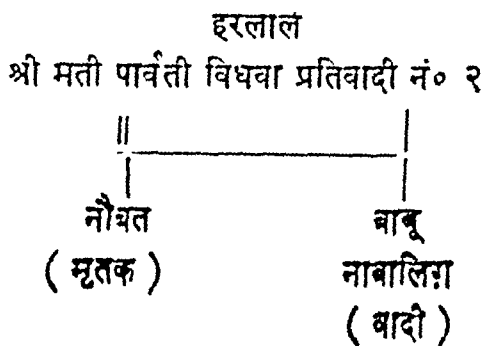 हरलाल
श्री मती पार्वती विधवा प्रतिवादी नं० २
नौबत
बाबू
( मृतक )
नाबालिग़
( वादी )